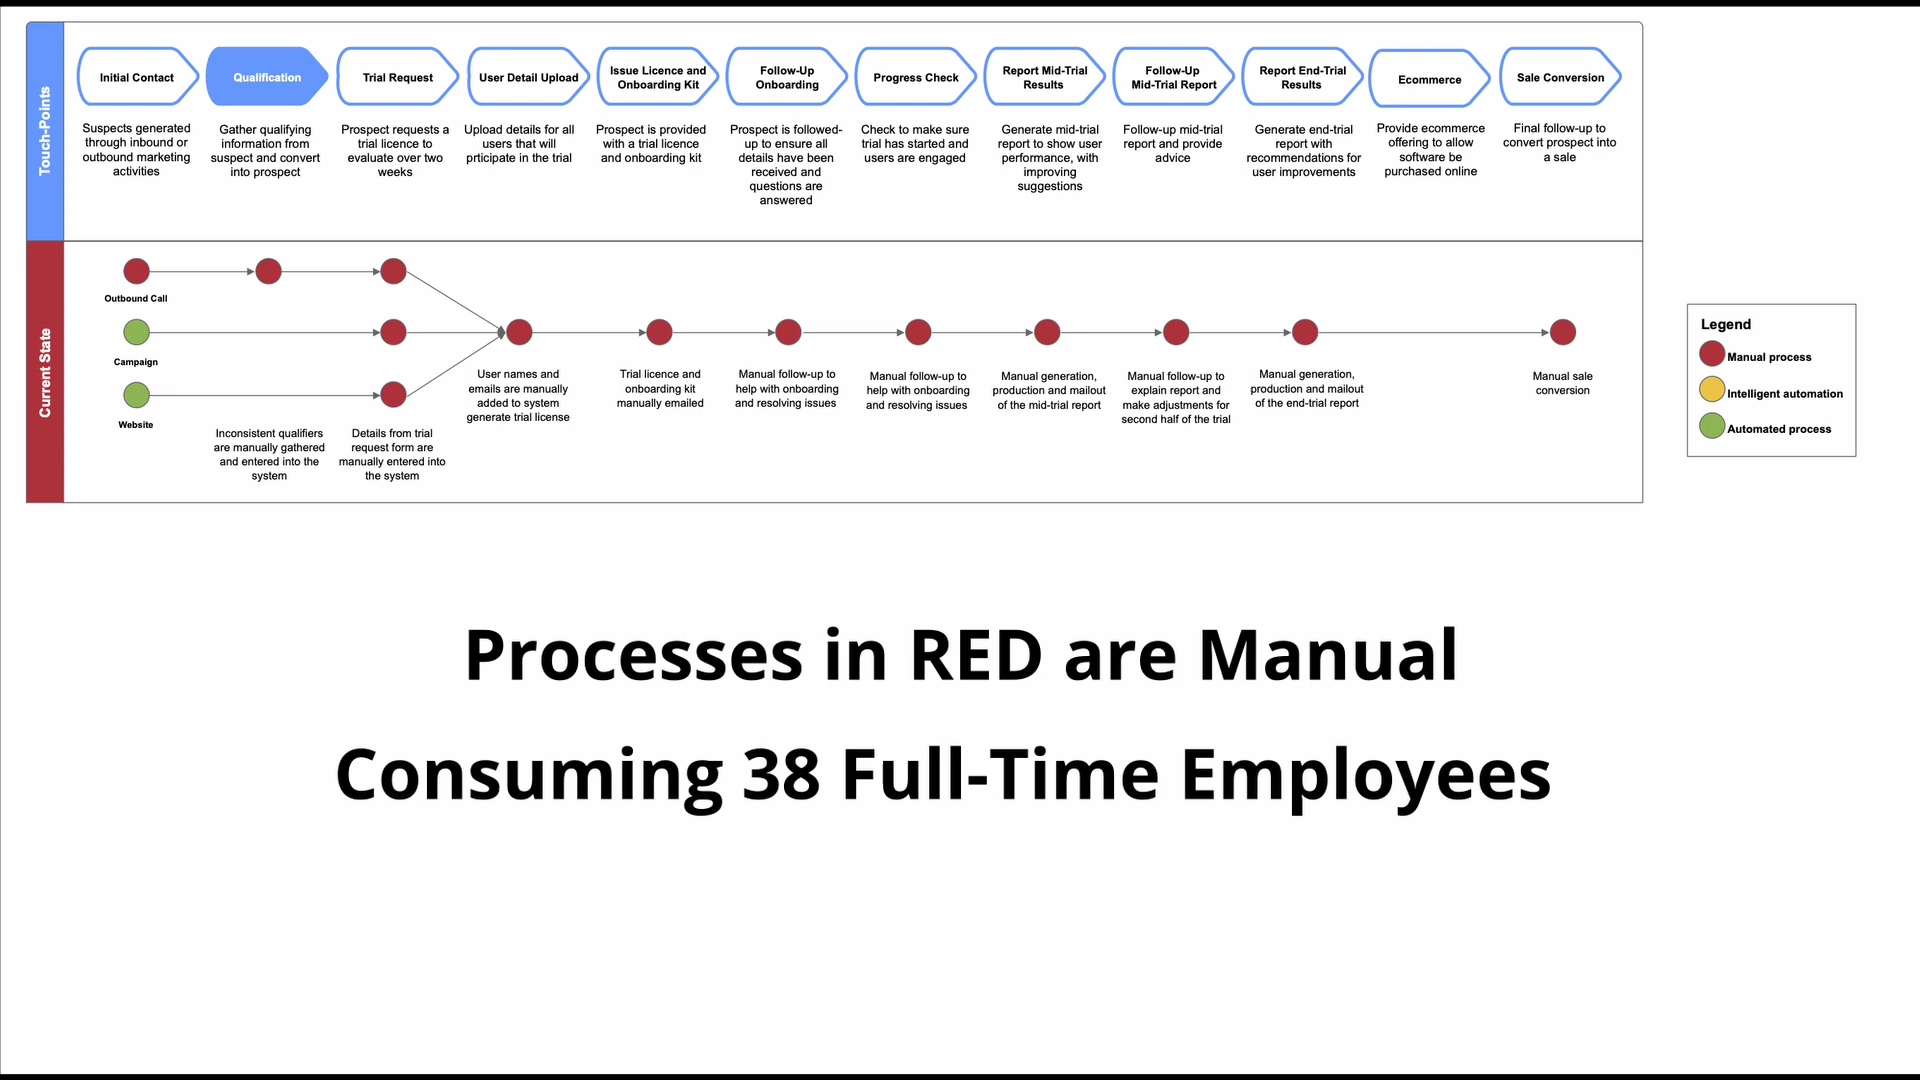 Touch-Points
Initial Contact
Suspects generated
through inbound or
outbound marketing
activities
Qualification
Gather qualifying
information from
suspect and convert
into prospect
Trial Request
Prospect requests a
trial licence to
evaluate over two
weeks
User Detail Upload
Upload details for all
users that will
prticipate in the trial
Issue Licence and
Onboarding Kit
Prospect is provided
with a trial licence
and onboarding kit
Follow-Up
Onboarding
Prospect is followed-
up to ensure all
details have been
received and
questions are
answered
Progress Check
Check to make sure
trial has started and
users are engaged
Report Mid-Trial
Results
Generate mid-trial
report to show user
performance, with
improving
suggestions
Follow-Up
Mid-Trial Report
Follow-up mid-trial
report and provide
advice
Report End-Trial
Results
Generate end-trial
report with
recommendations for
user improvements
Ecommerce
Provide ecommerce
offering to allow
software be
purchased online
Sale Conversion
Final follow-up to
convert prospect into
a sale
Current State
Outbound Call
Campaign
Website
Inconsistent qualifiers
are manually gathered
and entered into the
system
Details from trial
request form are
manually entered into
the system
User names and
emails are manually
added to system
generate trial license
Trial licence and
onboarding kit
manually emailed
Manual follow-up to
help with onboarding
and resolving issues
Manual follow-up to
help with onboarding
and resolving issues
Manual generation,
production and mailout
of the mid-trial report
Manual follow-up to
explain report and
make adjustments for
second half of the trial
Manual generation,
production and mailout
of the end-trial report
Manual sale
conversion
Legend
Manual process
Intelligent automation
Automated process
Processes in RED are Manual
Consuming 38 Full-Time Employees